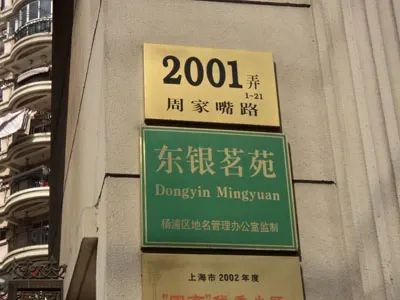 2001弄
1-21
周家嘴路
东银茗苑
Dongyin Mingyuan
杨浦区地名管理办公室监制
上海市2002年度